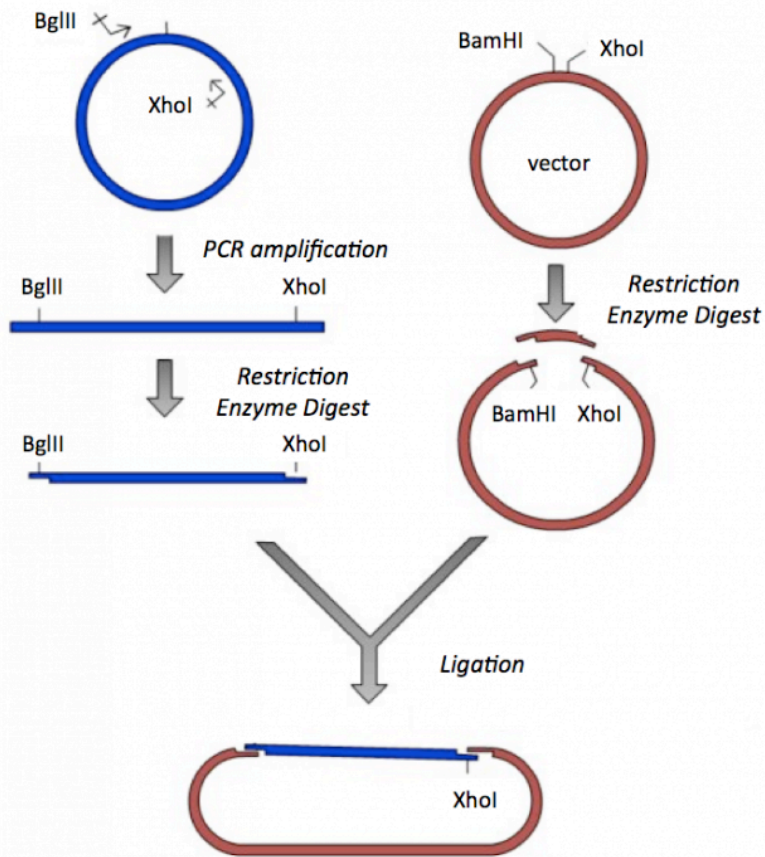 BglII
BamHI
XhoI
XhoI
vector
PCR amplification
BglII
XhoI
Restriction
Enzyme Digest
Restriction
Enzyme Digest
BglII
XhoI
BamHI
XhoI
Ligation
XhoI